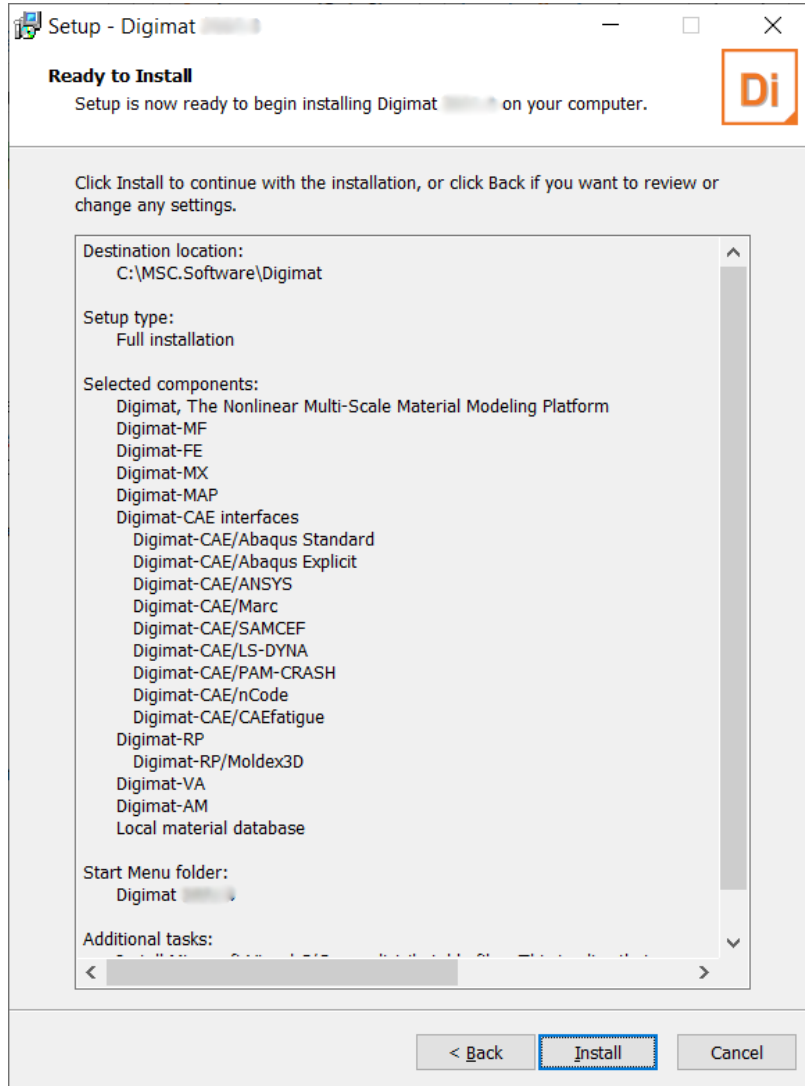 Setup - Digimat
Ready to Install
Setup is now ready to begin installing Digimat on your computer.
Di
Click Install to continue with the installation, or click Back if you want to review or
change any settings.
Destination location:
C:\MSC.Software\Digimat
Setup type:
Full installation
Selected components:
Digimat, The Nonlinear Multi-Scale Material Modeling Platform
Digimat-MF
Digimat-FE
Digimat-MX
Digimat-MAP
Digimat-CAE interfaces
Digimat-CAE/Abaqus Standard
Digimat-CAE/Abaqus Explicit
Digimat-CAE/ANSYS
Digimat-CAE/Marc
Digimat-CAE/SAMCEF
Digimat-CAE/LS-DYNA
Digimat-CAE/PAM-CRASH
Digimat-CAE/nCode
Digimat-CAE/CAEfatigue
Digimat-RP
Digimat-RP/Moldex3D
Digimat-VA
Digimat-AM
Local material database
Start Menu folder:
Digimat
Additional tasks:
< Back
Install
Cancel